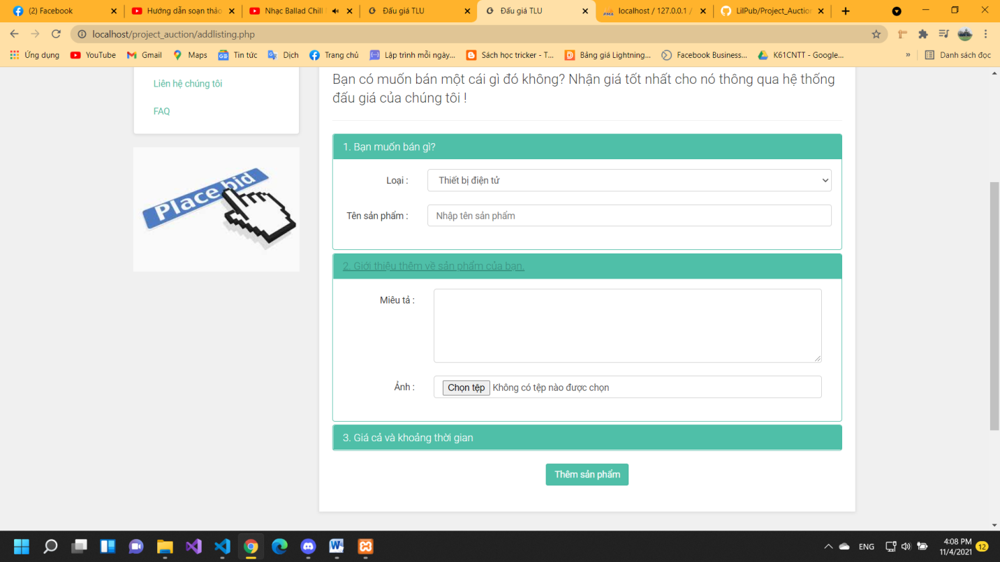 (2) Facebook
Hướng dẫn soạn thảo
Nhạc Ballad Chill
Đấu giá TLU
Đấu giá TLU
localhost / 127.0.0.1 /
LilPub/Project_Auction
localhost/project_auction/addlisting.php
Ứng dụng
YouTube
Gmail
Maps
Tin tức
Dịch
Trang chủ
Lập trình mỗi ngày...
Sách học tricker - T...
Bảng giá Lightning...
Facebook Business...
K61CNTT - Google...
»
Danh sách đọc
Liên hệ chúng tôi
FAQ
Place bid
Bạn có muốn bán một cái gì đó không? Nhận giá tốt nhất cho nó thông qua hệ thống
đấu giá của chúng tôi !
1. Bạn muốn bán gì?
Loại : Thiết bị điện tử
Tên sản phẩm : Nhập tên sản phẩm
2. Giới thiệu thêm về sản phẩm của bạn.
Miêu tả :
Ảnh : Chọn tệp Không có tệp nào được chọn
3. Giá cả và khoảng thời gian
Thêm sản phẩm
ENG
4:08 PM
11/4/2021
12